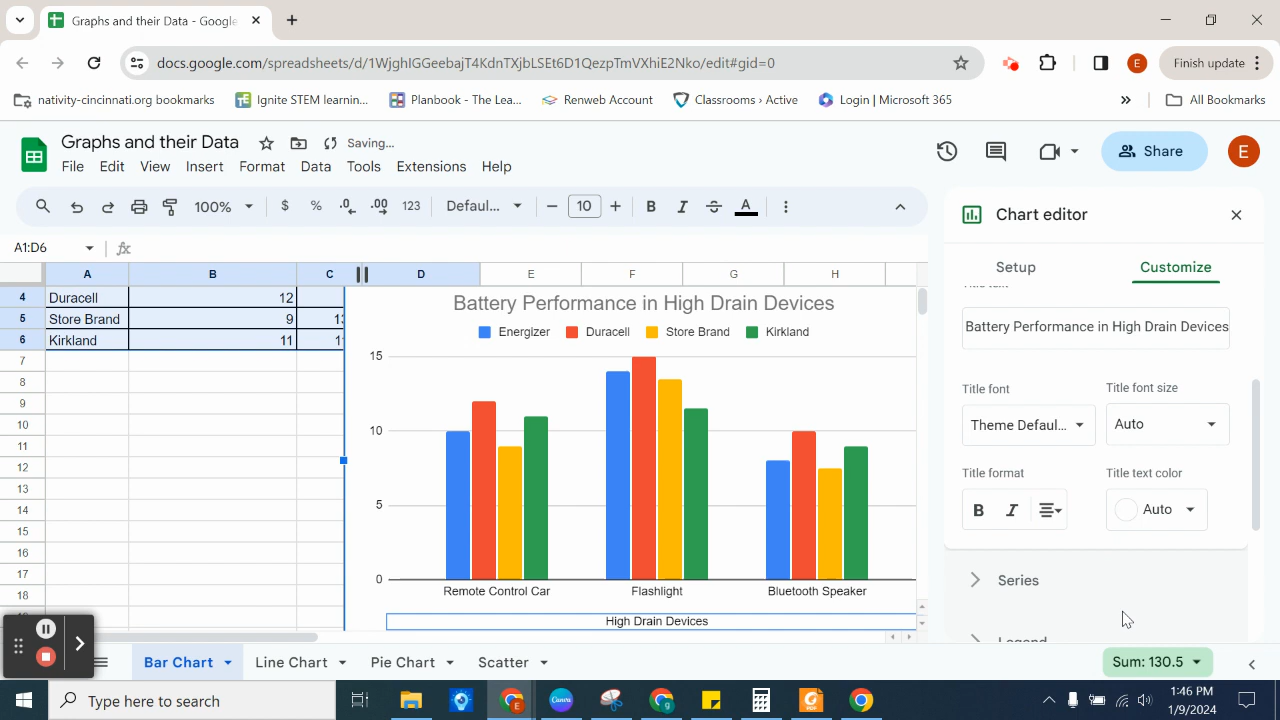 Graphs and their Data - Google
docs.google.com/spreadsheets/d/1WjghIGGeebajT4KdnTXjbLSEt6D1QezpTmVXhiE2Nko/edit#gid=0
E
Finish update
nativity-cincinnati.org bookmarks
Ignite STEM learnin...
Planbook - The Lea...
Renweb Account
Classrooms › Active
Login | Microsoft 365
»
All Bookmarks
Graphs and their Data
Saving...
File Edit View Insert Format Data Tools Extensions Help
Share
E
100%
$ % .0 .00 123
Defaul...
10
B I A
A1:D6
fx
Chart editor
Setup
Customize
A B C D E F G H
4 Duracell 12
5 Store Brand 9
6 Kirkland 11
7
8
9
10
11
12
13
14
15
16
17
18
Battery Performance in High Drain Devices
Energizer Duracell Store Brand Kirkland
15
10
5
0
Remote Control Car Flashlight Bluetooth Speaker
High Drain Devices
Battery Performance in High Drain Devices
Title font
Title font size
Theme Defaul...
Auto
Title format
Title text color
B I
Auto
Series
Legend
Bar Chart
Line Chart
Pie Chart
Scatter
Sum: 130.5
Type here to search
1:46 PM
1/9/2024